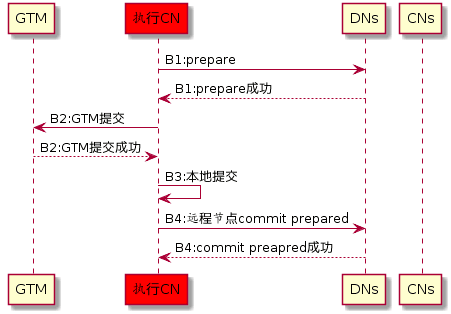 GTM 执行CN DNs CNs
B1:prepare
B1:prepare成功
B2:GTM提交
B2:GTM提交成功
B3:本地提交
B4:远程节点commit prepared
B4:commit preapred成功
GTM 执行CN DNs CNs